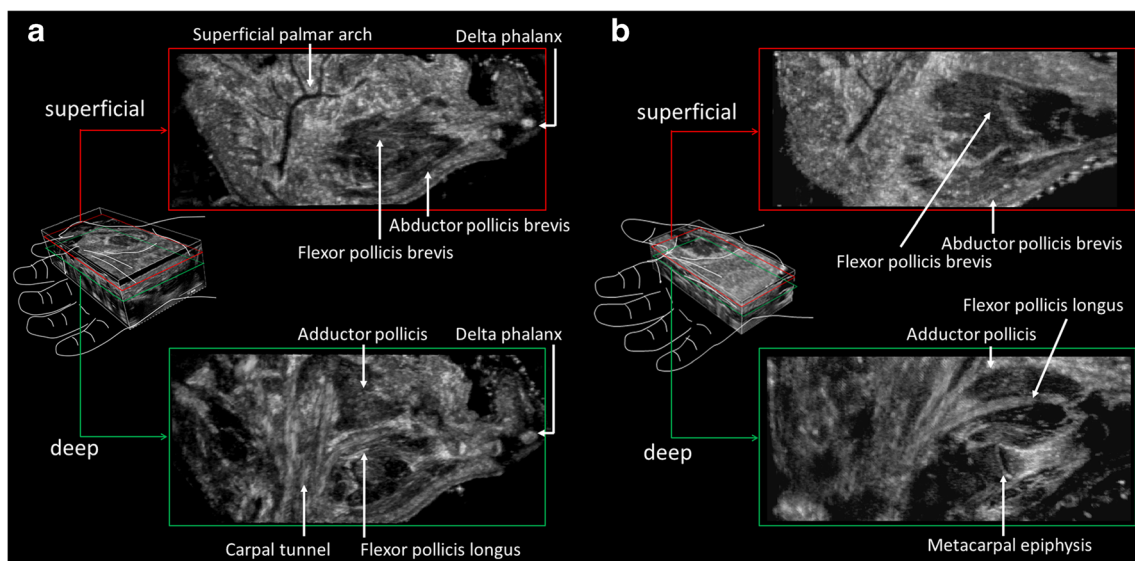 a
Superficial palmar arch
Delta phalanx
superficial
Abductor pollicis brevis
Flexor pollicis brevis
Adductor pollicis
Delta phalanx
deep
Carpal tunnel
Flexor pollicis longus
b
superficial
Abductor pollicis brevis
Flexor pollicis brevis
Flexor pollicis longus
Adductor pollicis
deep
Metacarpal epiphysis